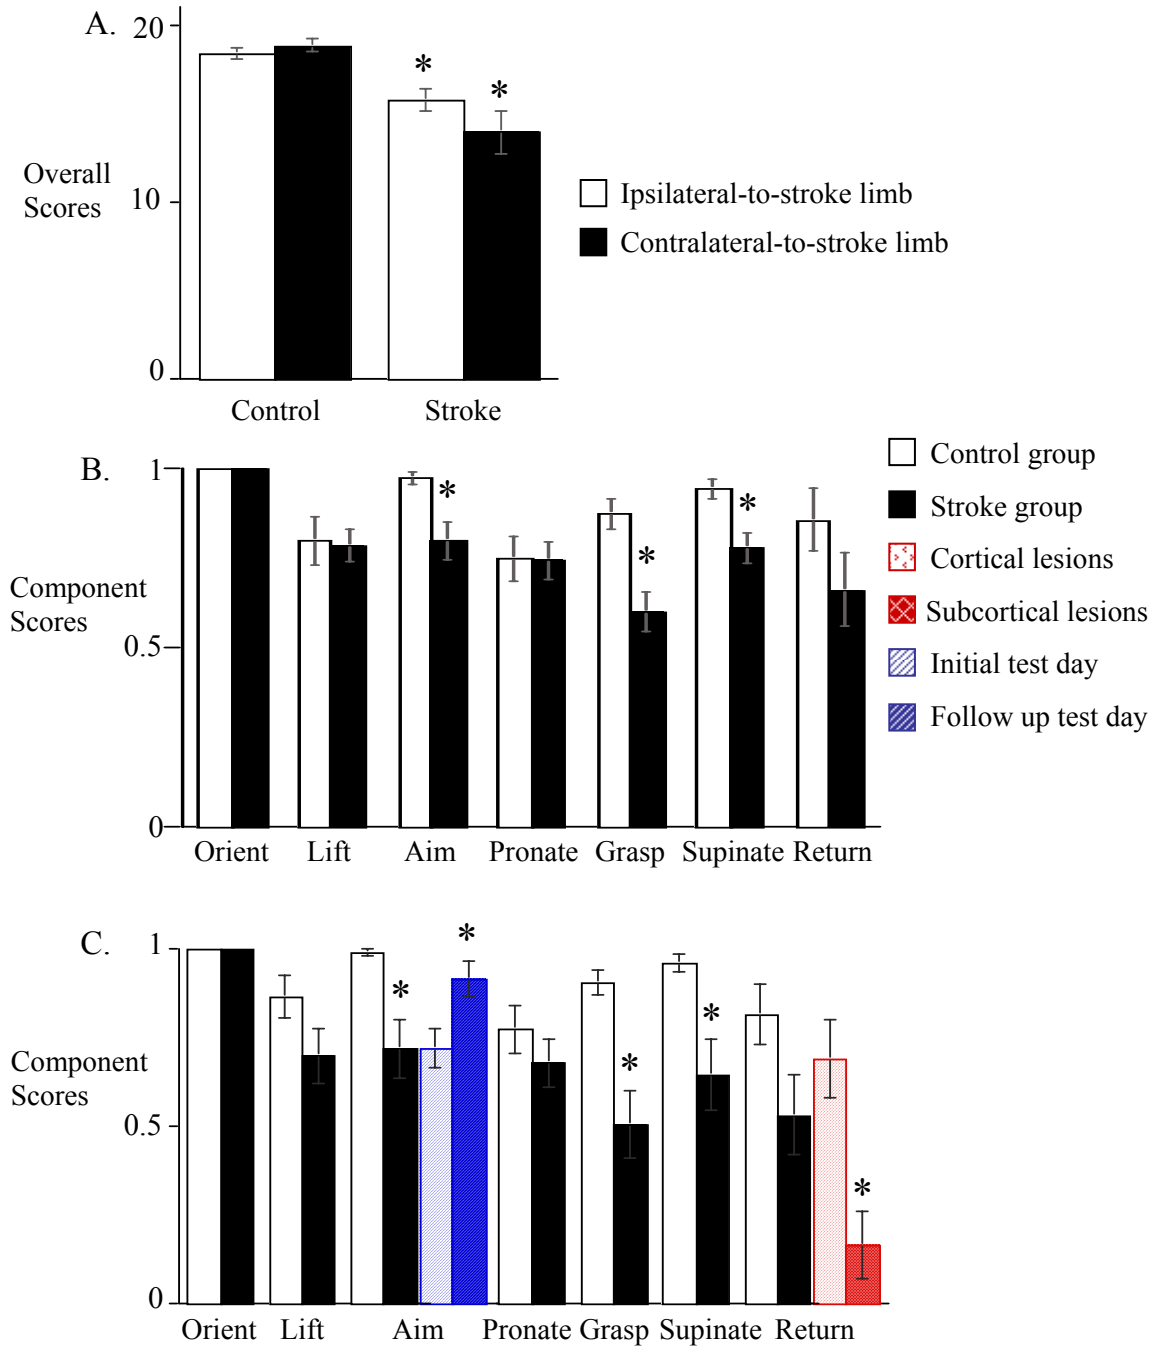 A.
20
10
0
Overall
Scores
*
*
Control
Stroke
Ipsilateral-to-stroke limb
Contralateral-to-stroke limb
B.
1
0.5
0
Component
Scores
*
*
*
Orient Lift Aim Pronate Grasp Supinate Return
Control group
Stroke group
Cortical lesions
Subcortical lesions
Initial test day
Follow up test day
C.
1
0.5
0
Component
Scores
*
*
*
*
*
Orient Lift Aim Pronate Grasp Supinate Return